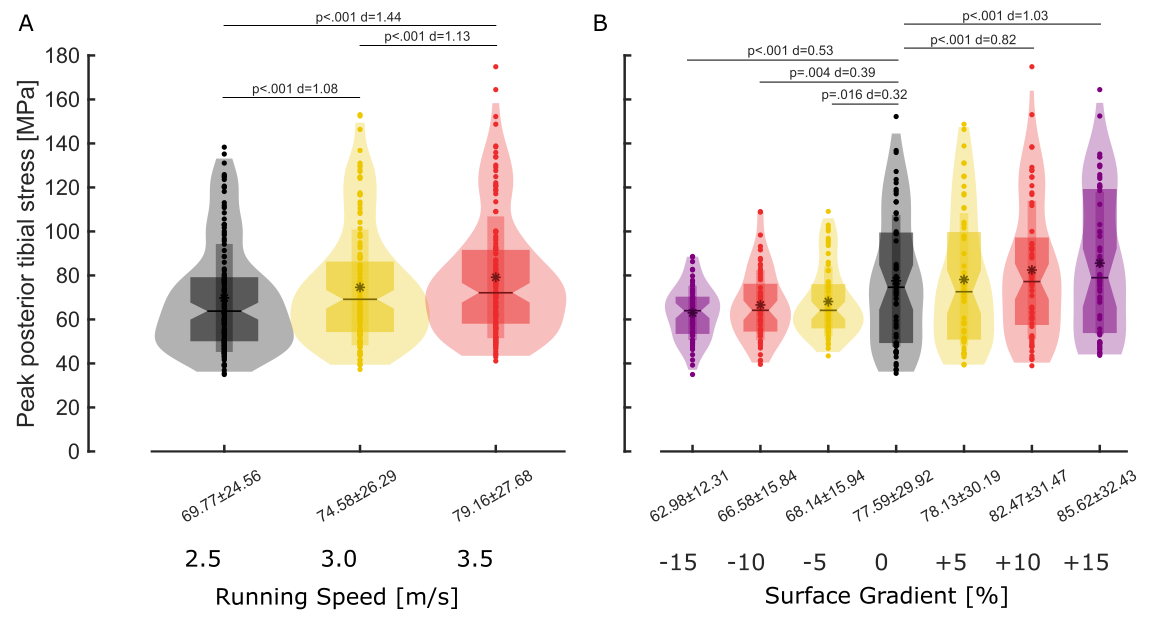 A
p<.001 d=1.44
p<.001 d=1.13
p<.001 d=1.08
Peak posterior tibial stress [MPa]
180
160
140
120
100
80
60
40
20
0
69.77±24.56
74.58±26.29
79.16±27.68
2.5
3.0
3.5
Running Speed [m/s]
B
p<.001 d=1.03
p<.001 d=0.82
p<.001 d=0.53
p=.004 d=0.39
p=.016 d=0.32
62.98±12.31
66.58±15.84
68.14±15.94
77.59±29.92
78.13±30.19
82.47±31.47
85.62±32.43
-15
-10
-5
0
+5
+10
+15
Surface Gradient [%]